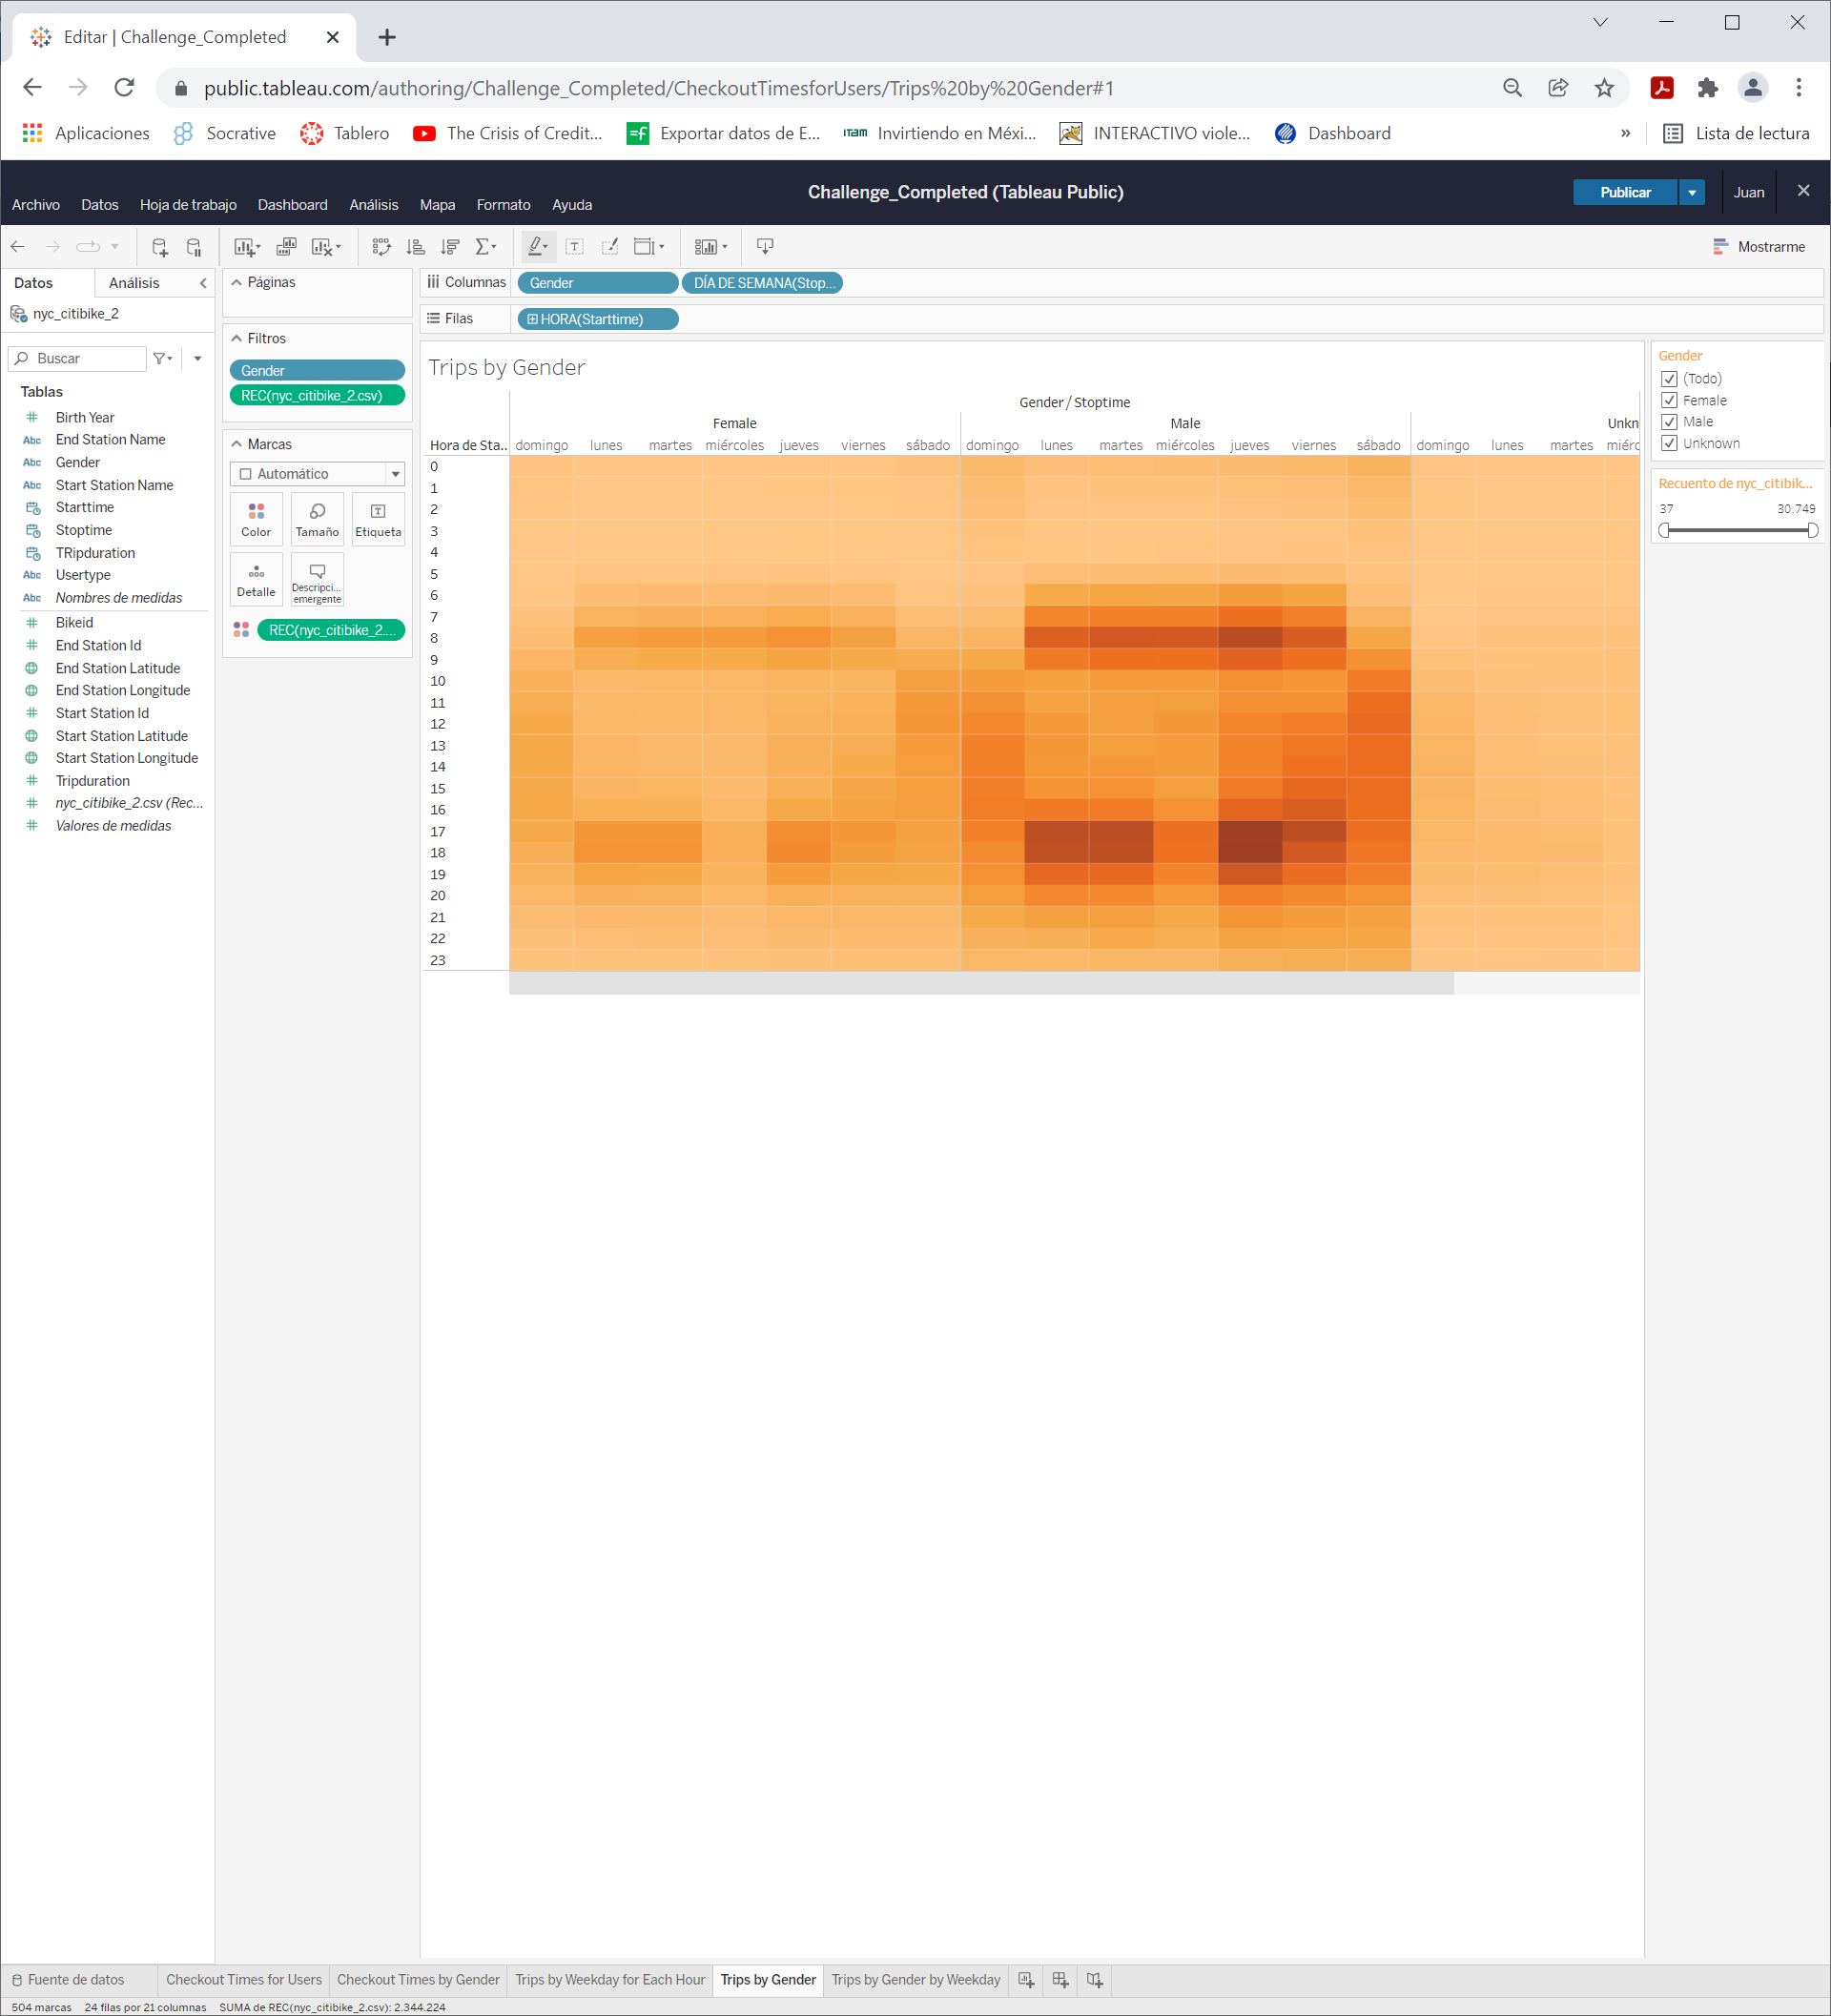 Editar | Challenge_Completed
public.tableau.com/authoring/Challenge_Completed/CheckoutTimesforUsers/Trips%20by%20Gender#1
Aplicaciones Socrative Tablero The Crisis of Credit... Exportar datos de E... ITAM Invirtiendo en Méxi... INTERACTIVO viole... Dashboard » Lista de lectura
Challenge_Completed (Tableau Public)
Archivo Datos Hoja de trabajo Dashboard Análisis Mapa Formato Ayuda Publicar Juan
Mostrarme
Datos Análisis
nyc_citibike_2
Buscar
Tablas
Birth Year
Abc End Station Name
Abc Gender
Abc Start Station Name
Starttime
Stoptime
TRipduration
Abc Usertype
Abc Nombres de medidas
Bikeid
End Station Id
End Station Latitude
End Station Longitude
Start Station Id
Start Station Latitude
Start Station Longitude
Tripduration
nyc_citibike_2.csv (Rec...
Valores de medidas
Páginas
Filtros
Gender
REC(nyc_citibike_2.csv)
Marcas
Automático
Color Tamaño Etiqueta
Detalle Descripci... emergente
REC(nyc_citibike_2....
Columnas Gender DÍA DE SEMANA(Stop...
Filas HORA(Starttime)
Trips by Gender
Gender / Stoptime
Female Male Unkn
Hora de Sta.. domingo lunes martes miércoles jueves viernes sábado domingo lunes martes miércoles jueves viernes sábado domingo lunes martes miérc
0
1
2
3
4
5
6
7
8
9
10
11
12
13
14
15
16
17
18
19
20
21
22
23
Gender
(Todo)
Female
Male
Unknown
Recuento de nyc_citibik...
37 30.749
Fuente de datos Checkout Times for Users Checkout Times by Gender Trips by Weekday for Each Hour Trips by Gender Trips by Gender by Weekday
504 marcas 24 filas por 21 columnas SUMA de REC(nyc_citibike_2.csv): 2.344.224